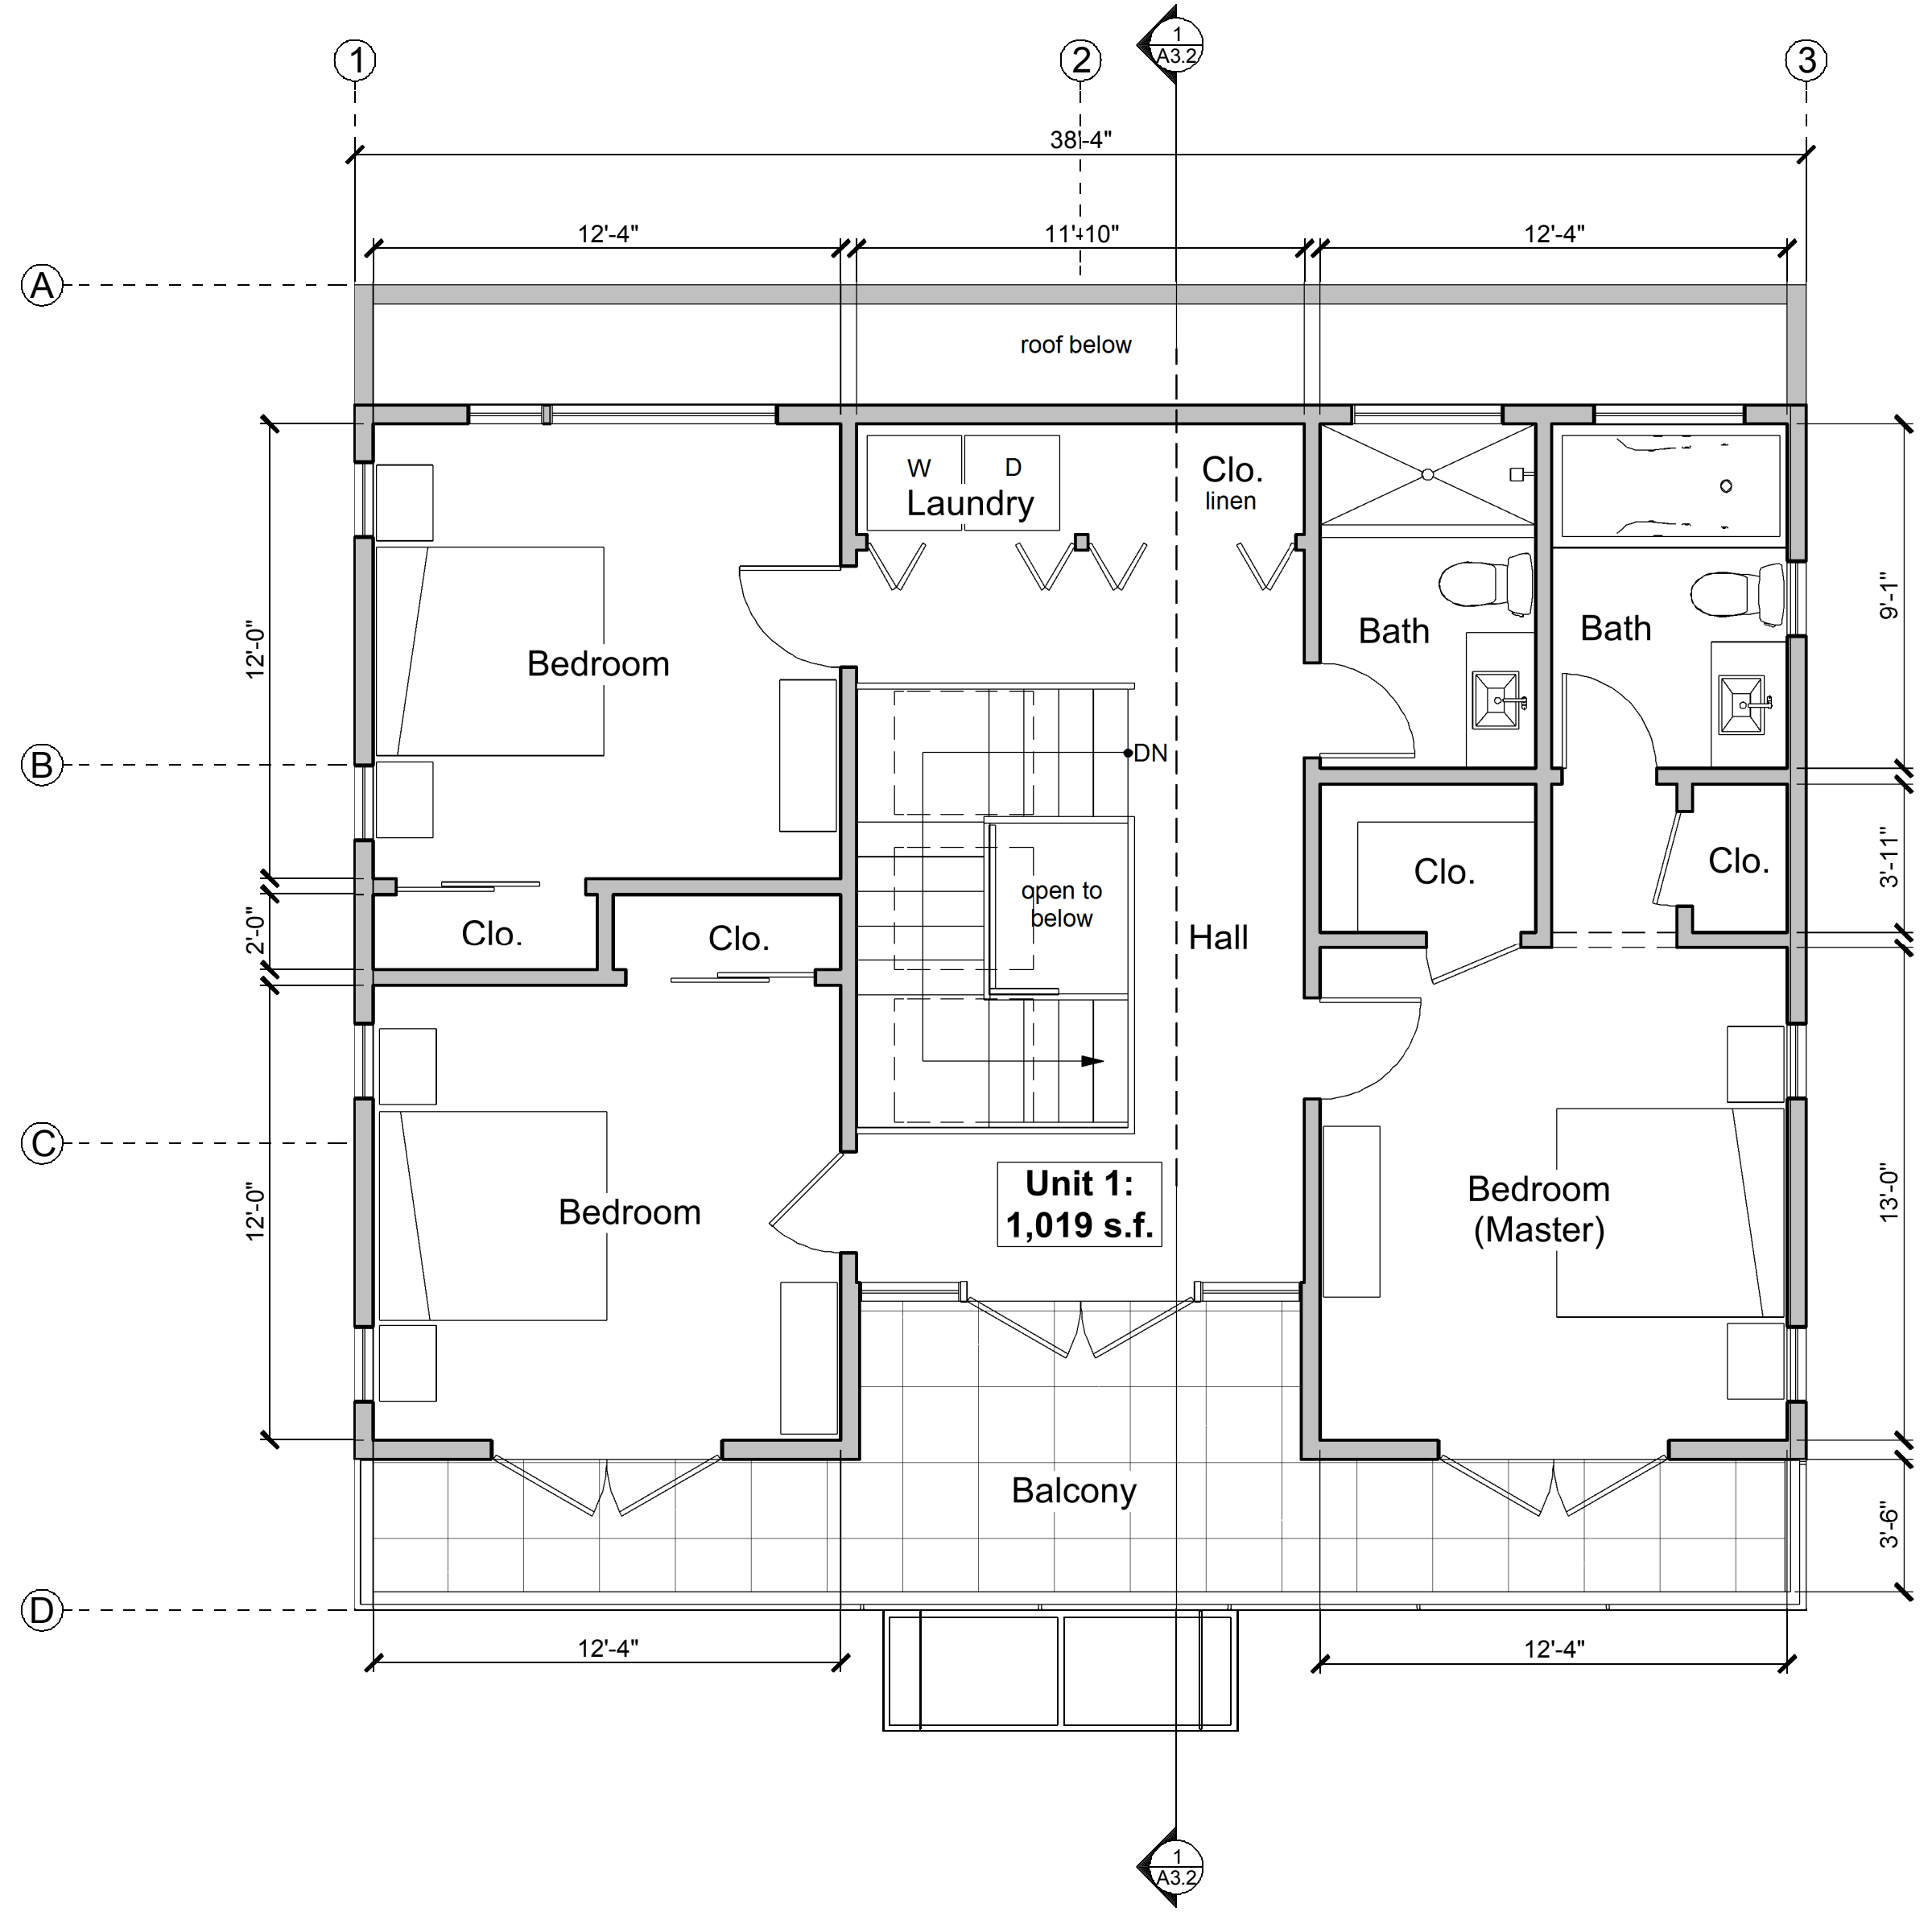 1
A3.2
1
2
3
38'-4"
12'-4"
11'-10"
12'-4"
A
roof below
W
D
Laundry
Clo.
linen
9'-1"
12'-0"
Bedroom
Bath
Bath
B
DN
Clo.
Clo.
3'-11"
open to
below
2'-0"
Clo.
Clo.
Hall
C
12'-0"
Bedroom
Unit 1:
1,019 s.f.
Bedroom
(Master)
13'-0"
Balcony
3'-6"
D
12'-4"
12'-4"
1
A3.2